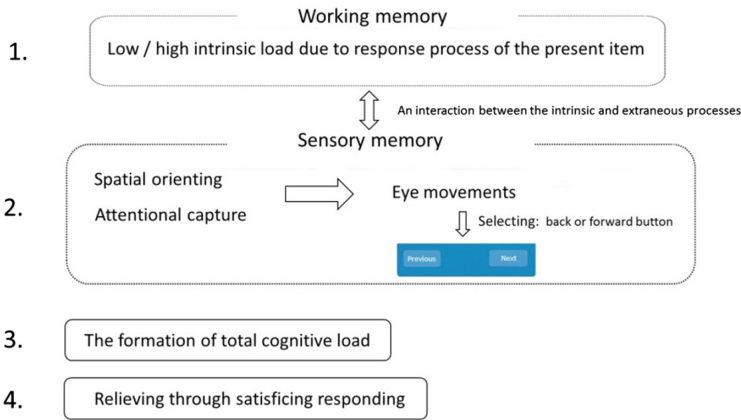 Working memory
1.
Low / high intrinsic load due to response process of the present item
An interaction between the intrinsic and extraneous processes
Sensory memory
2.
Spatial orienting
Attentional capture
Eye movements
Selecting: back or forward button
Previous Next
3.
The formation of total cognitive load
4.
Relieving through satisficing responding